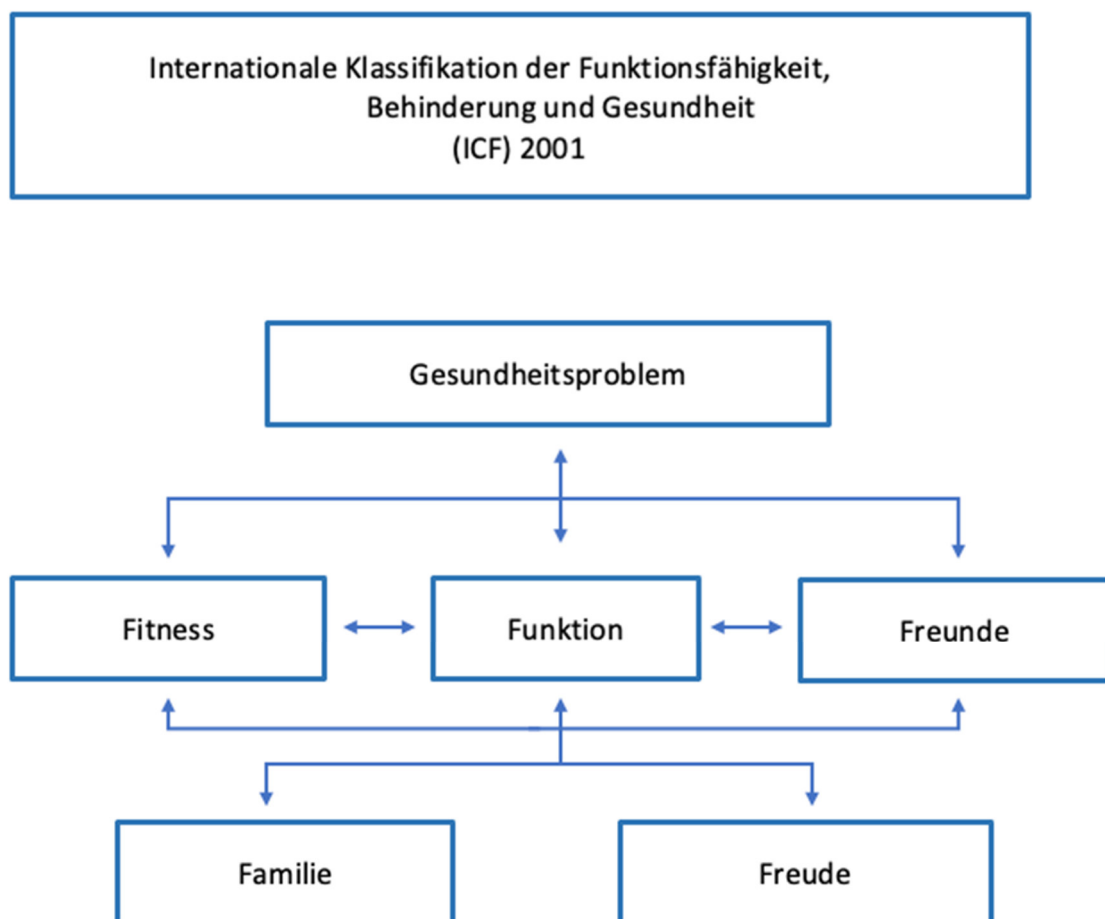 Internationale Klassifikation der Funktionsfähigkeit,
Behinderung und Gesundheit
(ICF) 2001
Gesundheitsproblem
Fitness
Funktion
Freunde
Familie
Freude